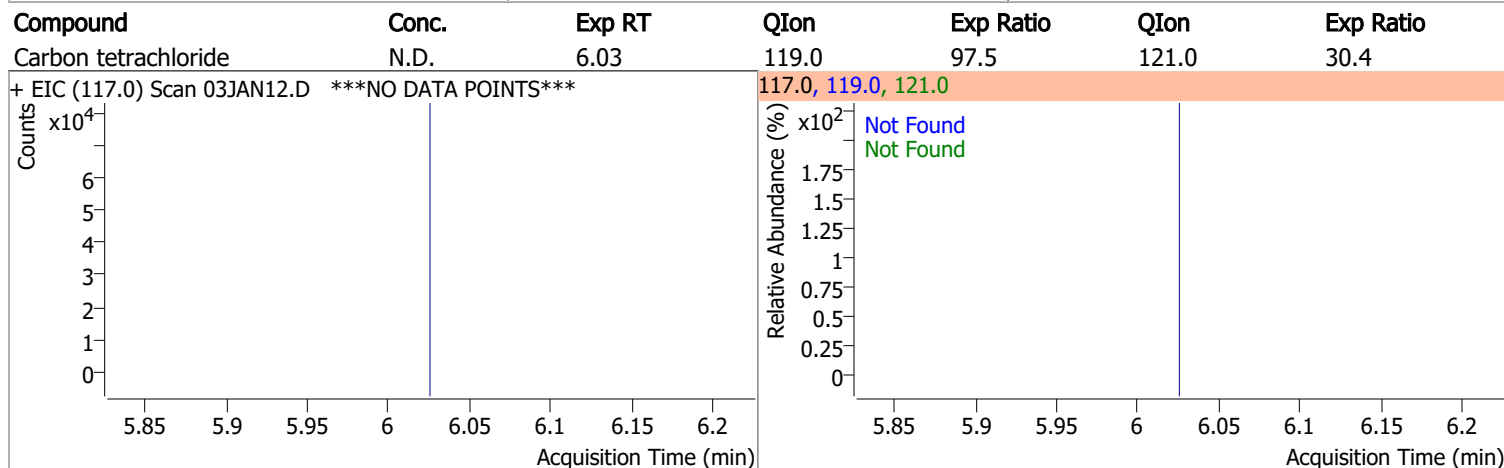 Compound Conc. Exp RT QIon Exp Ratio QIon Exp Ratio
Carbon tetrachloride N.D. 6.03 119.0 97.5 121.0 30.4
+ EIC (117.0) Scan 03JAN12.D ***NO DATA POINTS***
Counts
x10⁴
6
5
4
3
2
1
0
5.85 5.9 5.95 6 6.05 6.1 6.15 6.2
Acquisition Time (min)
117.0, 119.0, 121.0
Relative Abundance (%)
x10²
Not Found
Not Found
1.75
1.5
1.25
1
0.75
0.5
0.25
0
5.85 5.9 5.95 6 6.05 6.1 6.15 6.2
Acquisition Time (min)